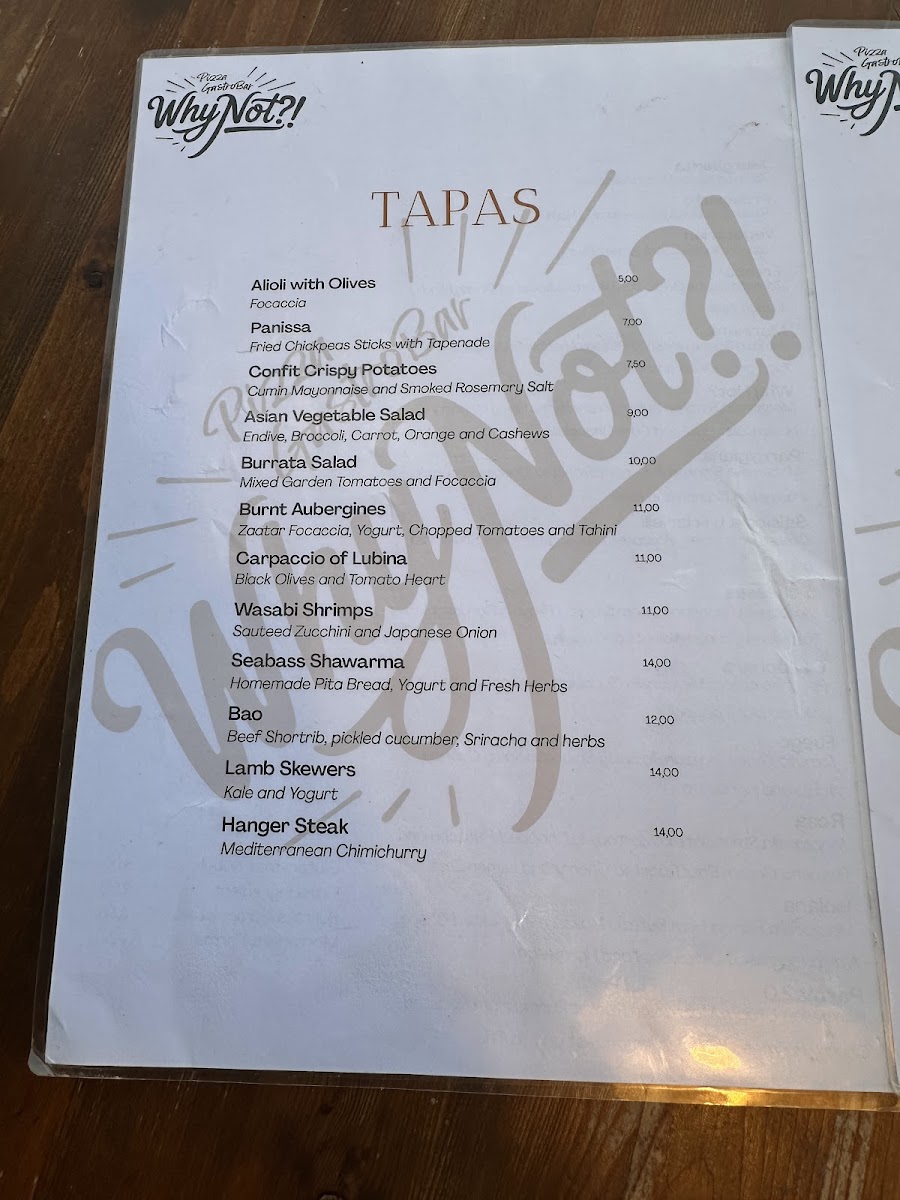 Pizza
GastroBar
Why Not?!
Pizza
GastroBar
Why Not?!
TAPAS
Alioli with Olives 5,00
Focaccia
Panissa 7,00
Fried Chickpeas Sticks with Tapenade
Confit Crispy Potatoes 7,50
Cumin Mayonnaise and Smoked Rosemary Salt
Asian Vegetable Salad 9,00
Endive, Broccoli, Carrot, Orange and Cashews
Burrata Salad 10,00
Mixed Garden Tomatoes and Focaccia
Burnt Aubergines 11,00
Zaatar Focaccia, Yogurt, Chopped Tomatoes and Tahini
Carpaccio of Lubina 11,00
Black Olives and Tomato Heart
Wasabi Shrimps 11,00
Sauteed Zucchini and Japanese Onion
Seabass Shawarma 14,00
Homemade Pita Bread, Yogurt and Fresh Herbs
Bao 12,00
Beef Shortrib, pickled cucumber, Sriracha and herbs
Lamb Skewers 14,00
Kale and Yogurt
Hanger Steak 14,00
Mediterranean Chimichurry
Pizza
Why